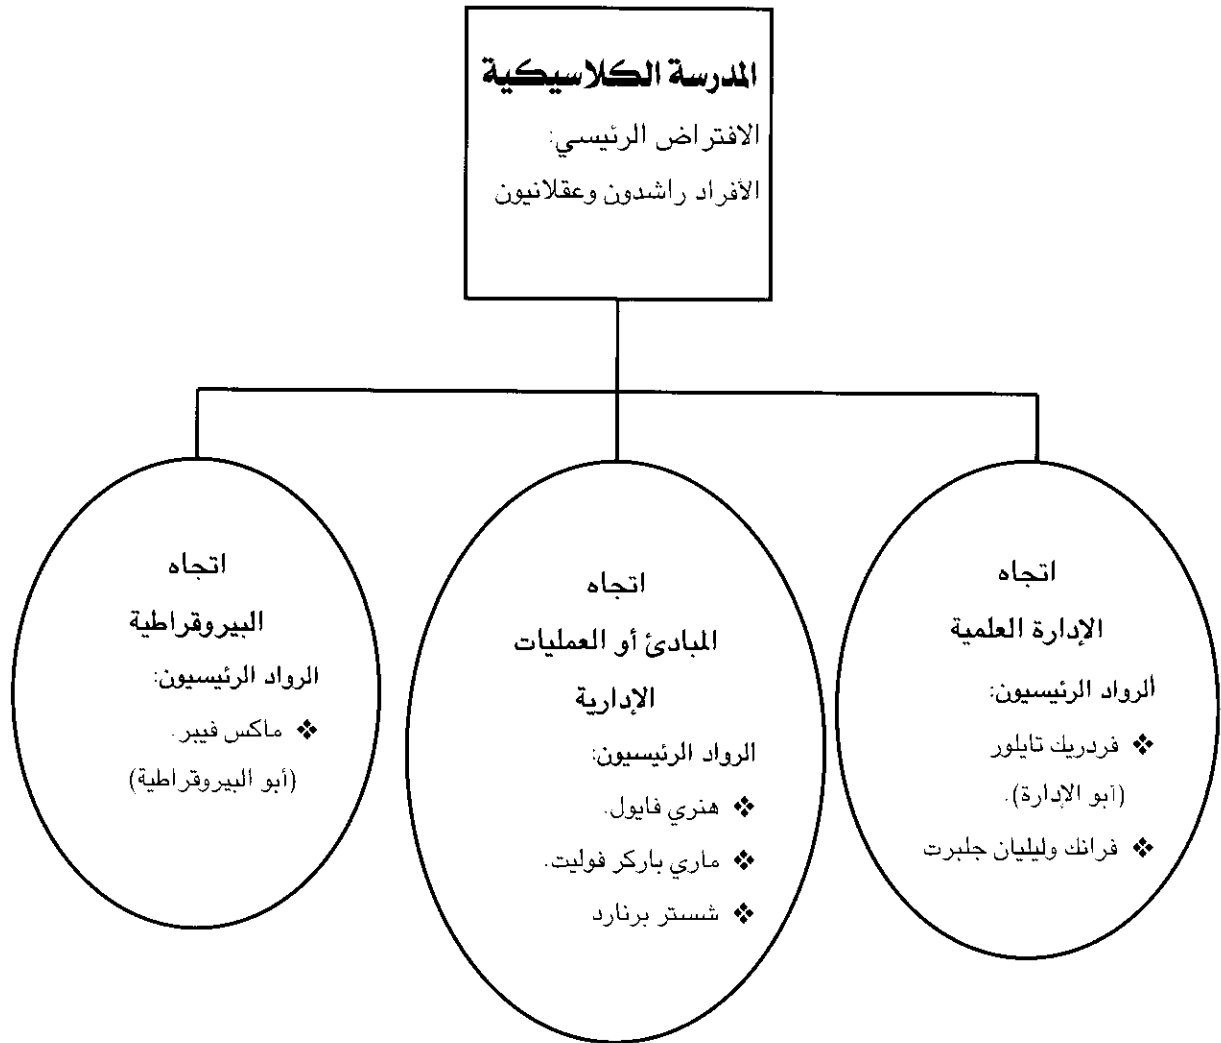 المدرسة الكلاسيكية
الافتراض الرئيسي:
الأفراد راشدون وعقلانيون
اتجاه
الإدارة العلمية
ألرواد الرئيسيون:
❖ فردريك تايلور
(أبو الإدارة).
❖ فرانك وليليان جلبرت
اتجاه
المبادئ أو العمليات
الإدارية
الرواد الرئيسيون:
❖ هنري فايول.
❖ ماري باركر فوليت.
❖ شستر برنارد
اتجاه
البيروقراطية
الرواد الرئيسيون:
❖ ماكس فيبر.
(أبو البيروقراطية)